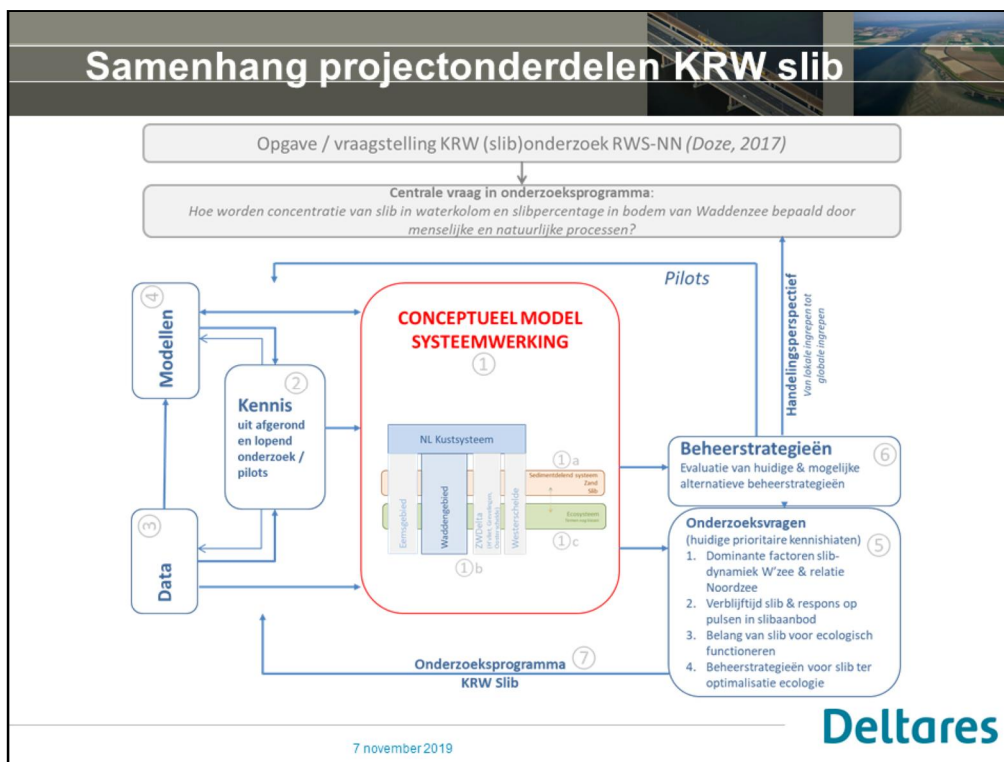 Samenhang projectonderdelen KRW slib
Opgave / vraagstelling KRW (slib)onderzoek RWS-NN (Doze, 2017)
Centrale vraag in onderzoeksprogramma:
Hoe worden concentratie van slib in waterkolom en slibpercentage in bodem van Waddenzee bepaald door
menselijke en natuurlijke processen?
Pilots
Handelingsperspectief
Van lokale ingrepen tot
globale ingrepen
4
Modellen
CONCEPTUEEL MODEL
SYSTEEMWERKING
1
2
Kennis
uit afgerond
en lopend
onderzoek /
pilots
NL Kustsysteem
1a
Sedimentdelend systeem
Zand
Slib
Ecosysteem
1c
Eemsgebied
Waddengebied
ZWDelta
Westerschelde
1b
3
Data
Beheerstrategieën
6
Evaluatie van huidige & mogelijke
alternatieve beheerstrategieën
Onderzoeksvragen
(huidige prioritaire kennishiaten)
5
1. Dominante factoren slib-
dynamiek W'zee & relatie
Noordzee
2. Verblijftijd slib & respons op
pulsen in slibaanbod
3. Belang van slib voor ecologisch
functioneren
4. Beheerstrategieën voor slib ter
optimalisatie ecologie
Onderzoeksprogramma
7
KRW Slib
Deltares
7 november 2019